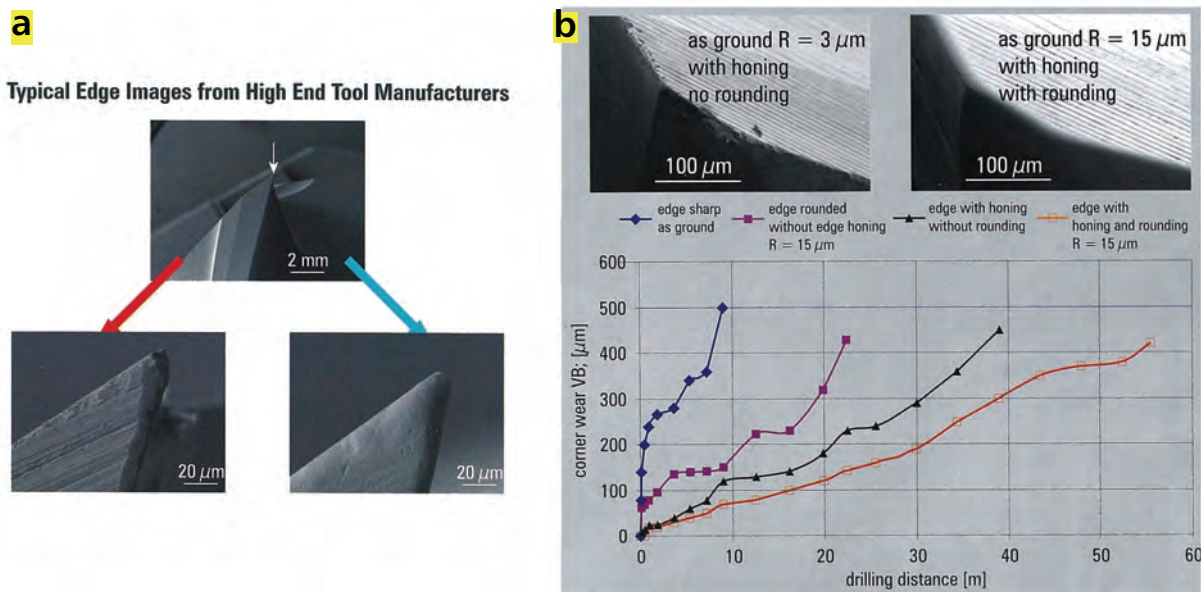 a
Typical Edge Images from High End Tool Manufacturers
2 mm
20 μm
20 μm
b
as ground R = 3 μm
with honing
no rounding
100 μm
as ground R = 15 μm
with honing
with rounding
100 μm
edge sharp
as ground
edge rounded
without edge honing
R = 15 μm
edge with honing
without rounding
edge with
honing and rounding
R = 15 μm
corner wear VB; [μm]
600
500
400
300
200
100
0
0 10 20 30 40 50 60
drilling distance [m]